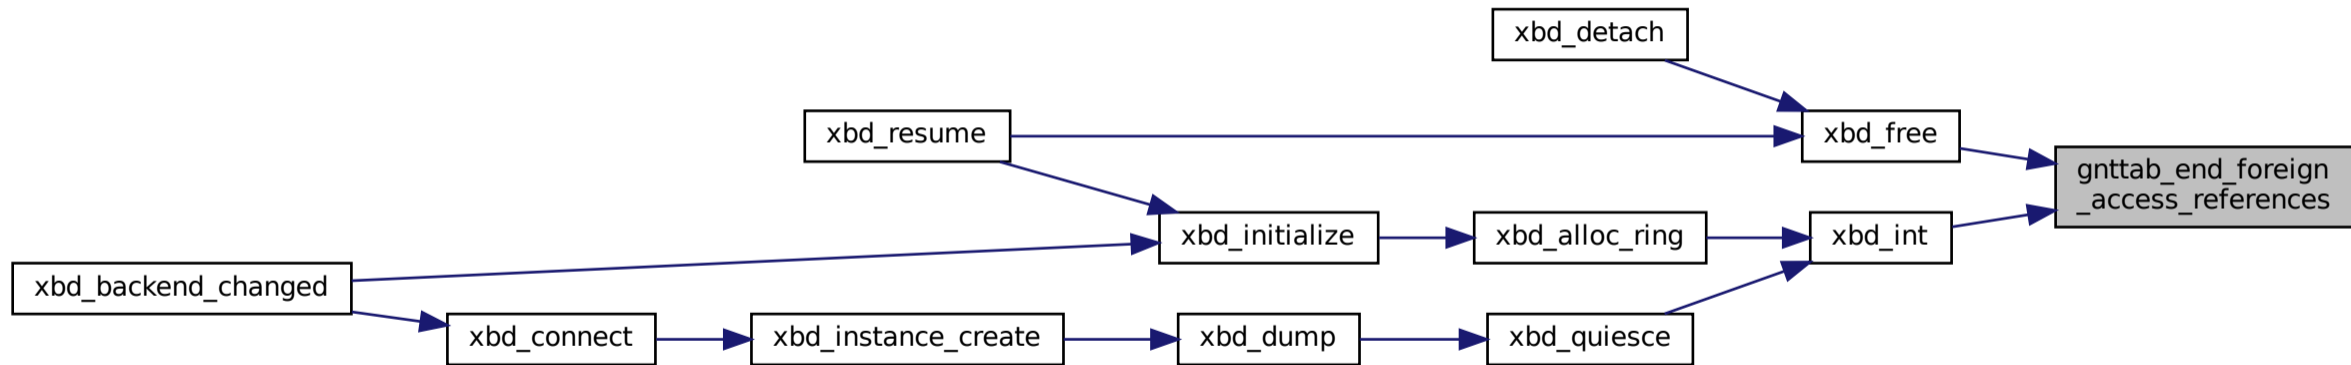 xbd_detach
xbd_resume
xbd_free
gnttab_end_foreign
_access_references
xbd_initialize
xbd_alloc_ring
xbd_int
xbd_backend_changed
xbd_connect
xbd_instance_create
xbd_dump
xbd_quiesce